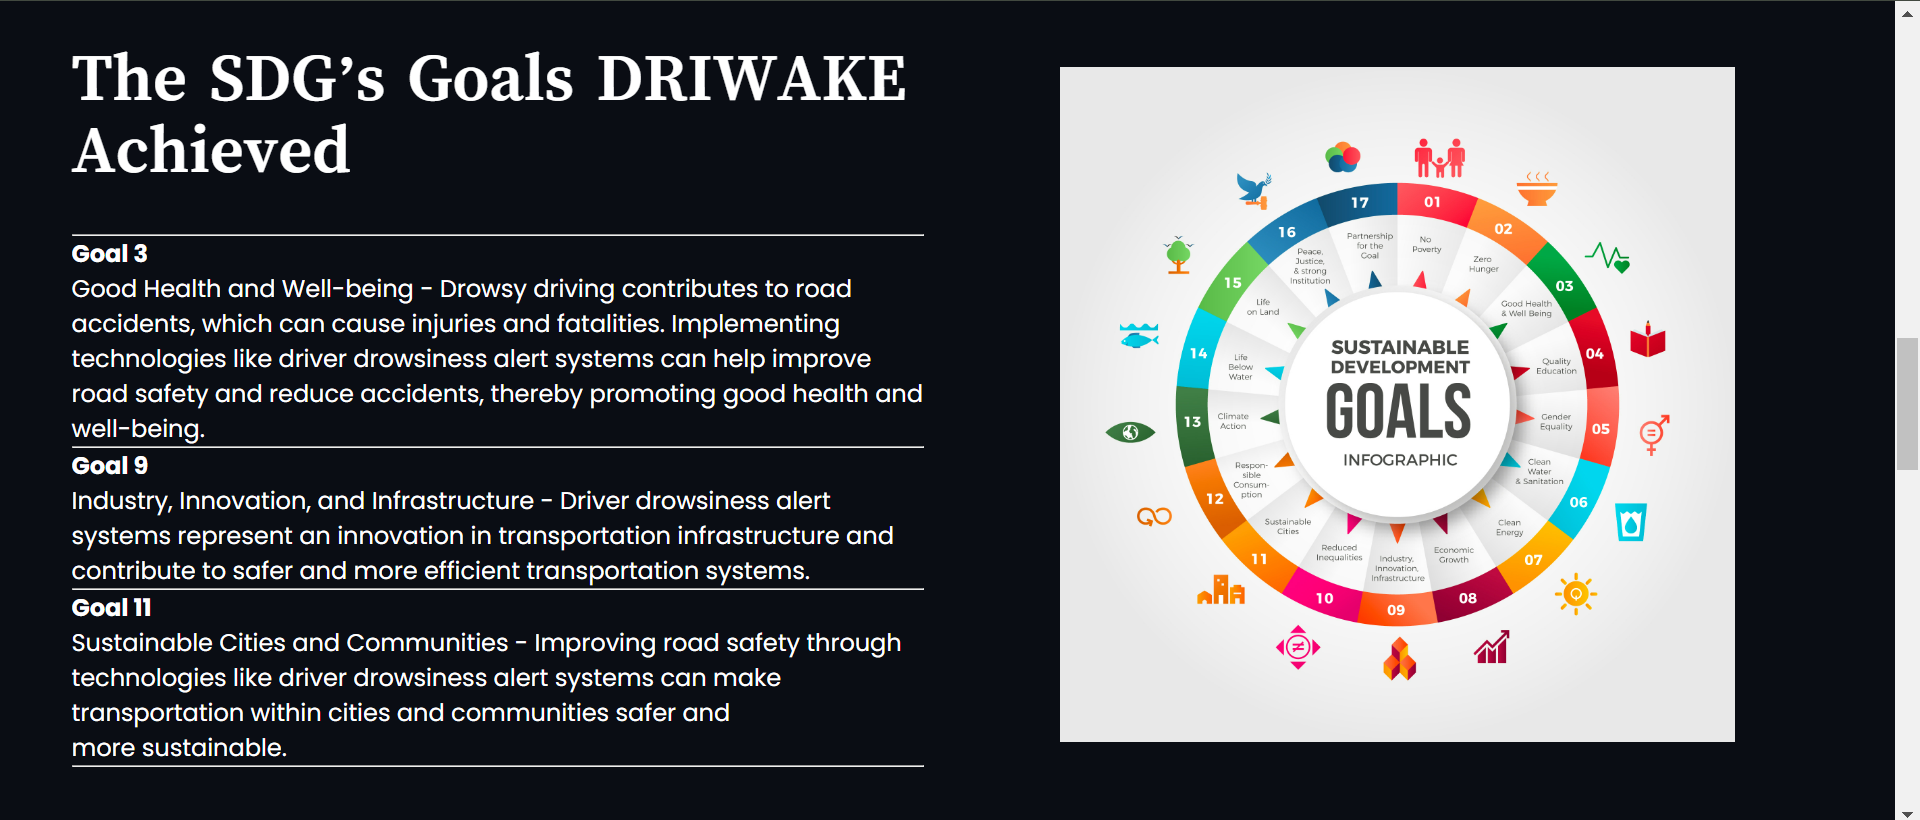 The SDG’s Goals DRIWAKE
Achieved
Goal 3
Good Health and Well-being - Drowsy driving contributes to road
accidents, which can cause injuries and fatalities. Implementing
technologies like driver drowsiness alert systems can help improve
road safety and reduce accidents, thereby promoting good health and
well-being.
Goal 9
Industry, Innovation, and Infrastructure - Driver drowsiness alert
systems represent an innovation in transportation infrastructure and
contribute to safer and more efficient transportation systems.
Goal 11
Sustainable Cities and Communities - Improving road safety through
technologies like driver drowsiness alert systems can make
transportation within cities and communities safer and
more sustainable.
SUSTAINABLE
DEVELOPMENT
GOALS
INFOGRAPHIC
01
No
Poverty
02
Zero
Hunger
03
Good Health
& Well Being
04
Quality
Education
05
Gender
Equality
06
Clean
Water
& Sanitation
07
Clean
Energy
08
Economic
Growth
09
Industry,
Innovation,
Infrastructure
10
Reduced
Inequalities
11
Sustainable
Cities
12
Respon-
sible
Consum-
ption
13
Climate
Action
14
Life
Below
Water
15
Life
on Land
16
Peace,
Justice,
& strong
Institution
17
Partnership
for the
Goal